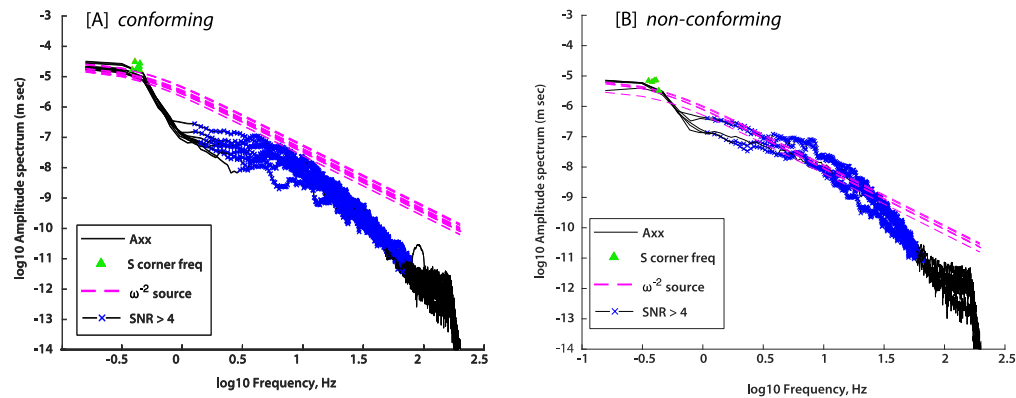 [A] conforming
-3
-4
-5
-6
-7
-8
-9
-10
-11
-12
-13
-14
log10 Amplitude spectrum (m sec)
Axx
S corner freq
ω-2 source
SNR > 4
-1 -0.5 0 0.5 1 1.5 2 2.5
log10 Frequency, Hz
[B] non-conforming
-3
-4
-5
-6
-7
-8
-9
-10
-11
-12
-13
-14
log10 Amplitude spectrum (m sec)
Axx
S corner freq
ω-2 source
SNR > 4
-1 -0.5 0 0.5 1 1.5 2 2.5
log10 Frequency, Hz